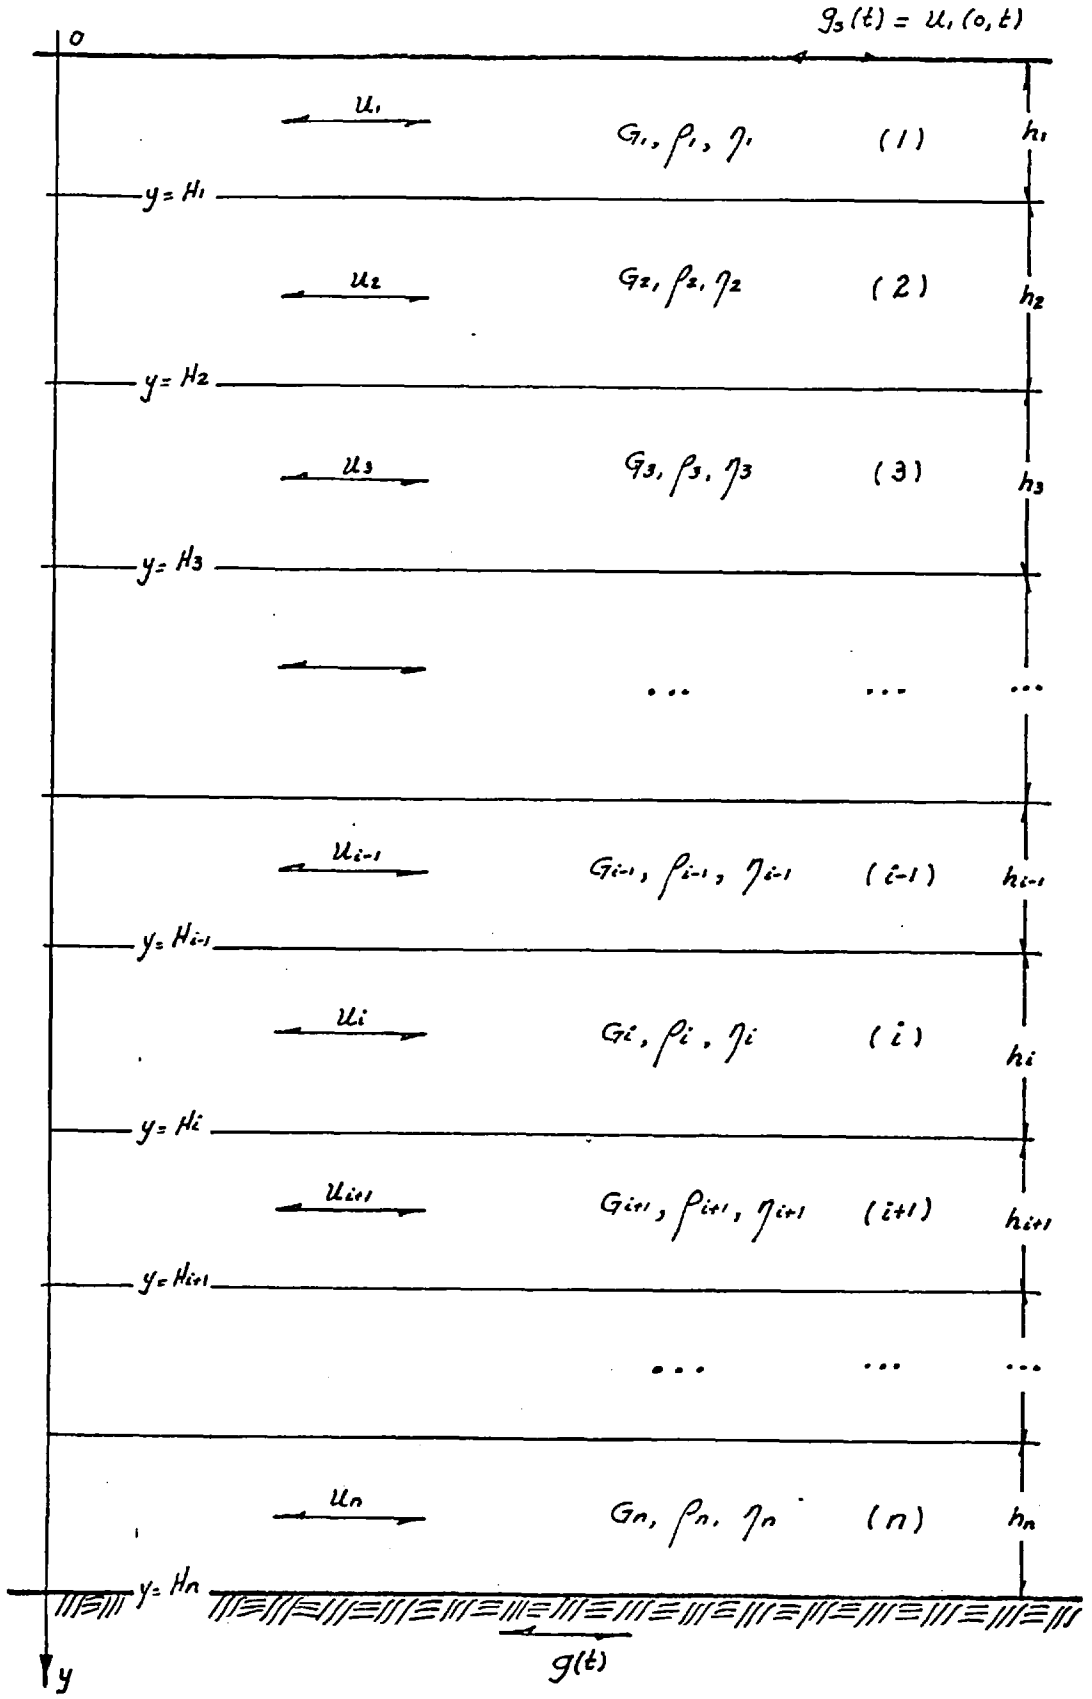 g₅(t) = u₁(0,t)
0
u₁ G₁, ρ₁, η₁ (1) h₁
y = H₁
u₂ G₂, ρ₂, η₂ (2) h₂
y = H₂
u₃ G₃, ρ₃, η₃ (3) h₃
y = H₃
... ... ...
uᵢ₋₁ Gᵢ₋₁, ρᵢ₋₁, ηᵢ₋₁ (i-1) hᵢ₋₁
y = Hᵢ₋₁
uᵢ Gᵢ, ρᵢ, ηᵢ (i) hᵢ
y = Hᵢ
uᵢ₊₁ Gᵢ₊₁, ρᵢ₊₁, ηᵢ₊₁ (i+1) hᵢ₊₁
y = Hᵢ₊₁
... ... ...
uₙ Gₙ, ρₙ, ηₙ (n) hₙ
y = Hₙ
g(t)
y